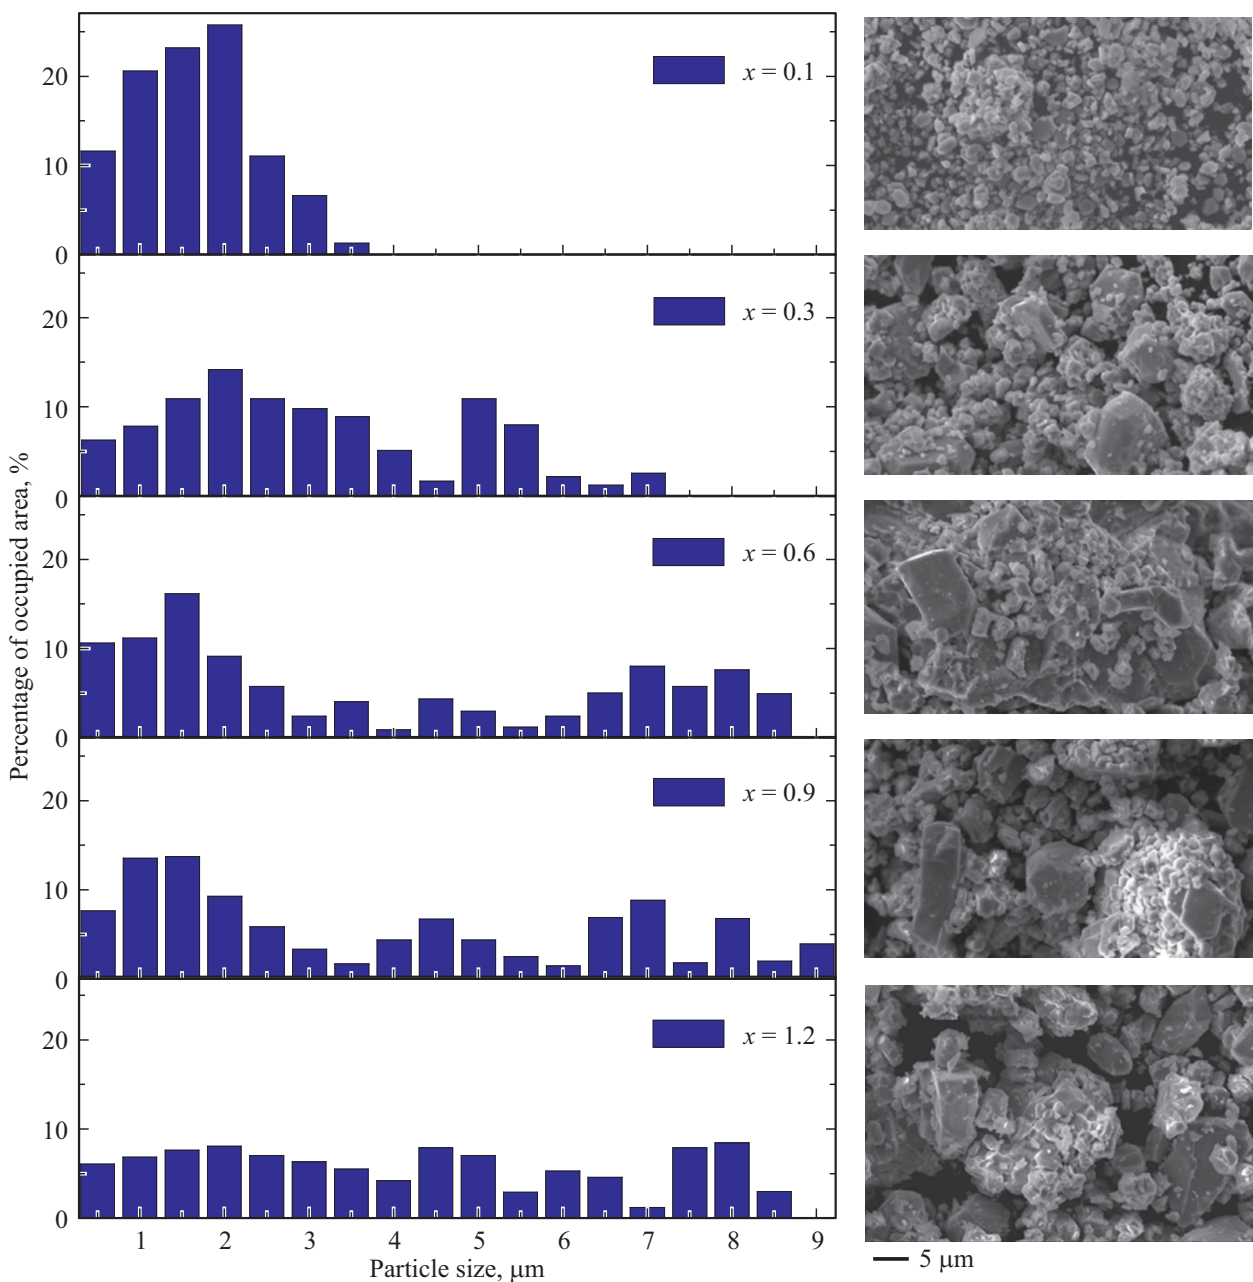 20
10
0
x = 0.1
20
10
0
x = 0.3
20
10
0
x = 0.6
20
10
0
x = 0.9
20
10
0
x = 1.2
1 2 3 4 5 6 7 8 9
Particle size, μm
Percentage of occupied area, %
5 μm